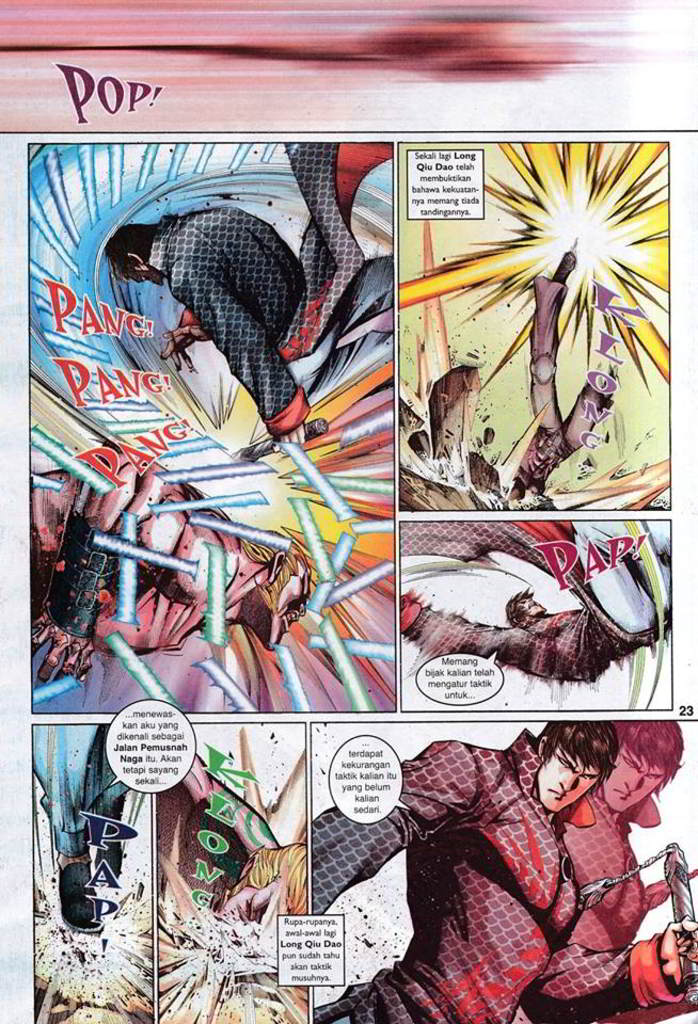 POP!
PANG!
PANG!
PANG!
Sekali lagi Long
Qiu Dao telah
membuktikan
bahawa kekuatan-
nya memang tiada
tandingannya.
KELONG
PAP!
Memang
bijak kalian telah
mengatur taktik
untuk...
23
...menewas-
kan aku yang
dikenali sebagai
Jalan Pemusnah
Naga itu. Akan
tetapi sayang
sekali...
PAP!
KELONG
Rupa-rupanya,
awal-awal lagi
Long Qiu Dao
pun sudah tahu
akan taktik
musuhnya.
...
terdapat
kekurangan
taktik kalian itu
yang belum
kalian
sedari.